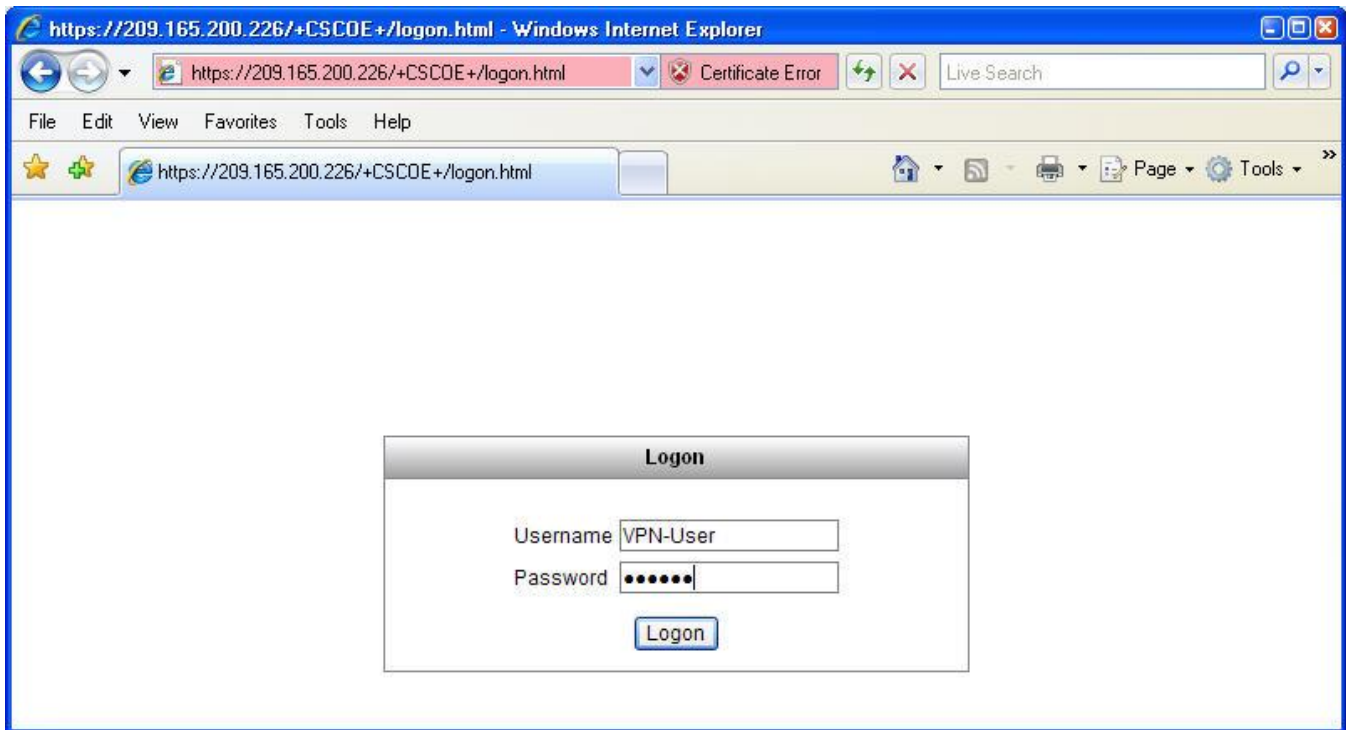 https://209.165.200.226/+CSCOE+/logon.html - Windows Internet Explorer
https://209.165.200.226/+CSCOE+/logon.html Certificate Error Live Search
File Edit View Favorites Tools Help
https://209.165.200.226/+CSCOE+/logon.html Page Tools »
Logon
Username VPN-User
Password ••••••
Logon